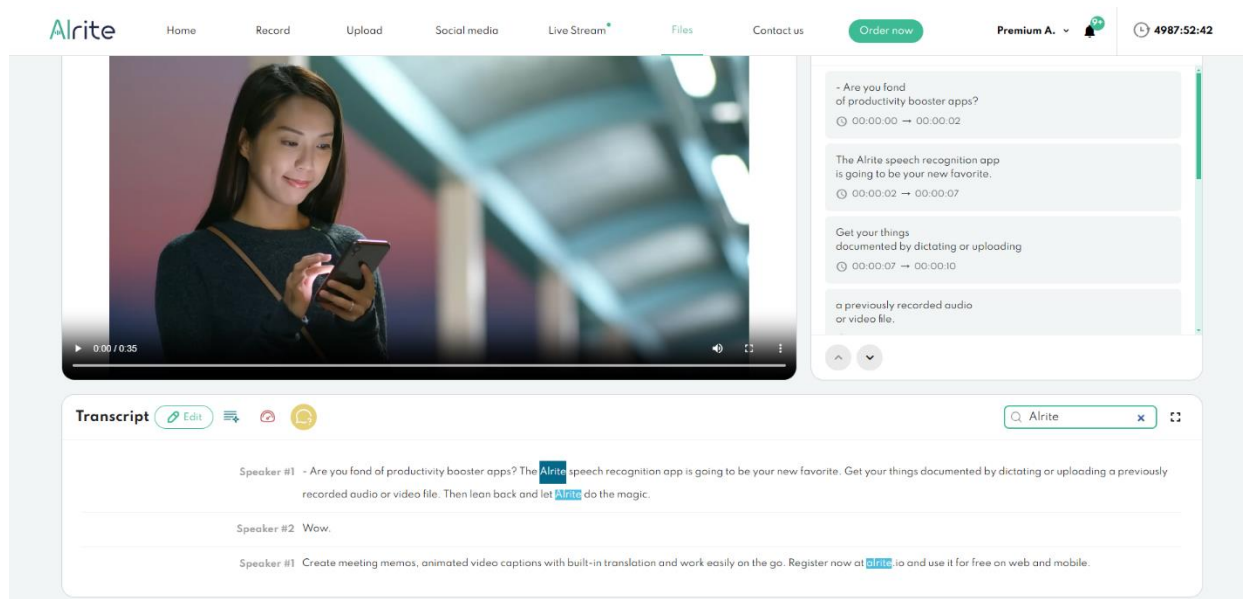 Alrite
Home
Record
Upload
Social media
Live Stream
Files
Contact us
Order now
Premium A.
9+
4987:52:42
- Are you fond
of productivity booster apps?
00:00:00 → 00:00:02
The Alrite speech recognition app
is going to be your new favorite.
00:00:02 → 00:00:07
Get your things
documented by dictating or uploading
00:00:07 → 00:00:10
a previously recorded audio
or video file.
0:00 / 0:35
Transcript
Edit
Alrite
Speaker #1
- Are you fond of productivity booster apps? The Alrite speech recognition app is going to be your new favorite. Get your things documented by dictating or uploading a previously
recorded audio or video file. Then lean back and let Alrite do the magic.
Speaker #2
Wow.
Speaker #1
Create meeting memos, animated video captions with built-in translation and work easily on the go. Register now at alrite.io and use it for free on web and mobile.